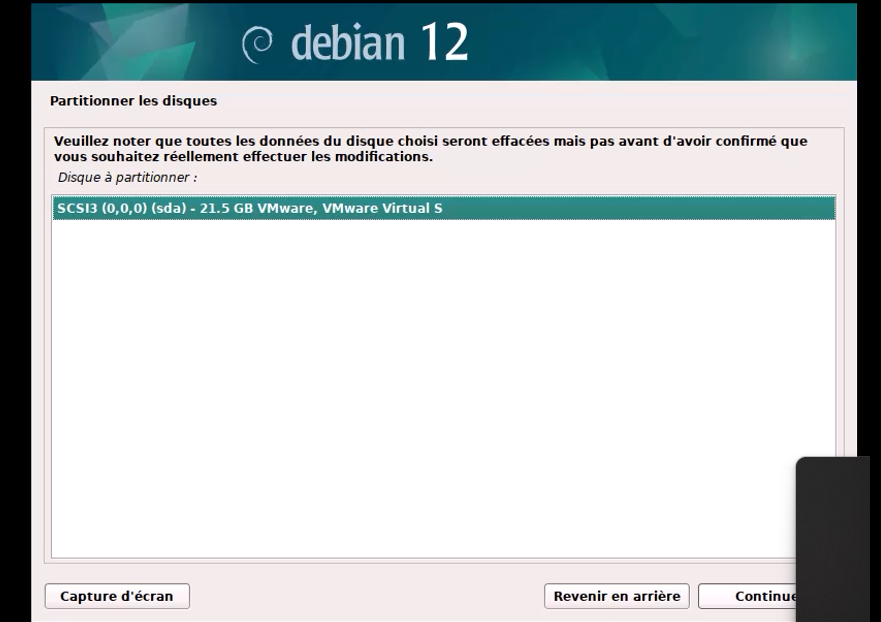 debian 12
Partitionner les disques
Veuillez noter que toutes les données du disque choisi seront effacées mais pas avant d'avoir confirmé que
vous souhaitez réellement effectuer les modifications.
Disque à partitionner :
SCSI3 (0,0,0) (sda) - 21.5 GB VMware, VMware Virtual S
Capture d'écran
Revenir en arrière
Continue